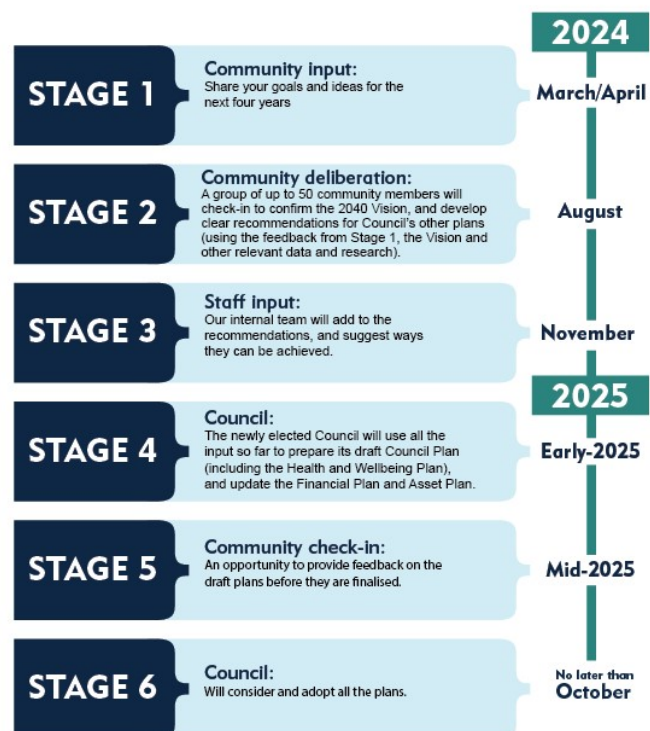 2024
STAGE 1
Community input:
Share your goals and ideas for the
next four years
March/April
STAGE 2
Community deliberation:
A group of up to 50 community members will
check-in to confirm the 2040 Vision, and develop
clear recommendations for Council's other plans
(using the feedback from Stage 1, the Vision and
other relevant data and research).
August
STAGE 3
Staff input:
Our internal team will add to the
recommendations, and suggest ways
they can be achieved.
November
2025
STAGE 4
Council:
The newly elected Council will use all the
input so far to prepare its draft Council Plan
(including the Health and Wellbeing Plan),
and update the Financial Plan and Asset Plan.
Early-2025
STAGE 5
Community check-in:
An opportunity to provide feedback on the
draft plans before they are finalised.
Mid-2025
STAGE 6
Council:
Will consider and adopt all the plans.
No later than
October